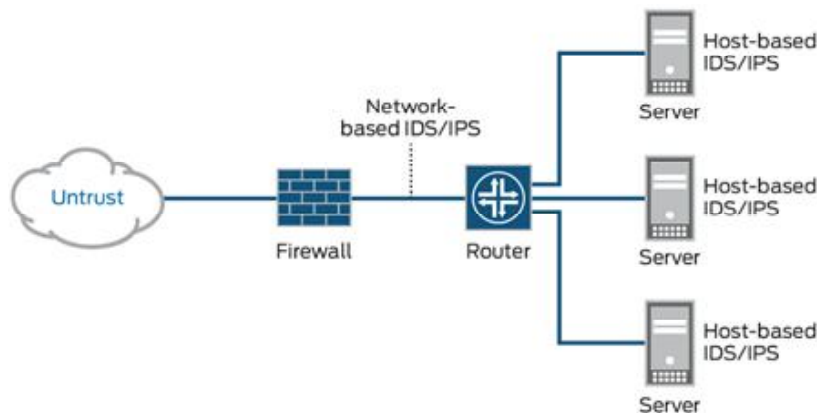 Untrust
Firewall
Network-
based IDS/IPS
Router
Host-based
IDS/IPS
Server
Host-based
IDS/IPS
Server
Host-based
IDS/IPS
Server